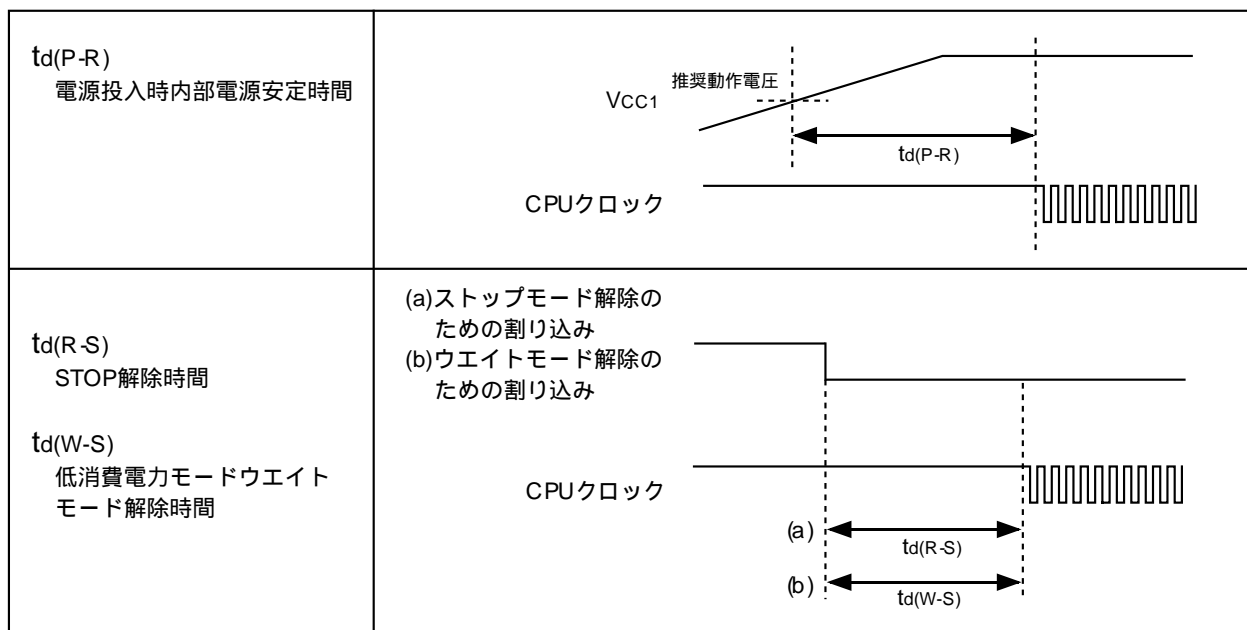 td(P-R)
電源投入時内部電源安定時間
推奨動作電圧
VCC1
td(P-R)
CPUクロック
td(R-S)
STOP解除時間
td(W-S)
低消費電力モードウエイト
モード解除時間
(a)ストップモード解除の
ための割り込み
(b)ウエイトモード解除の
ための割り込み
CPUクロック
(a)
td(R-S)
(b)
td(W-S)